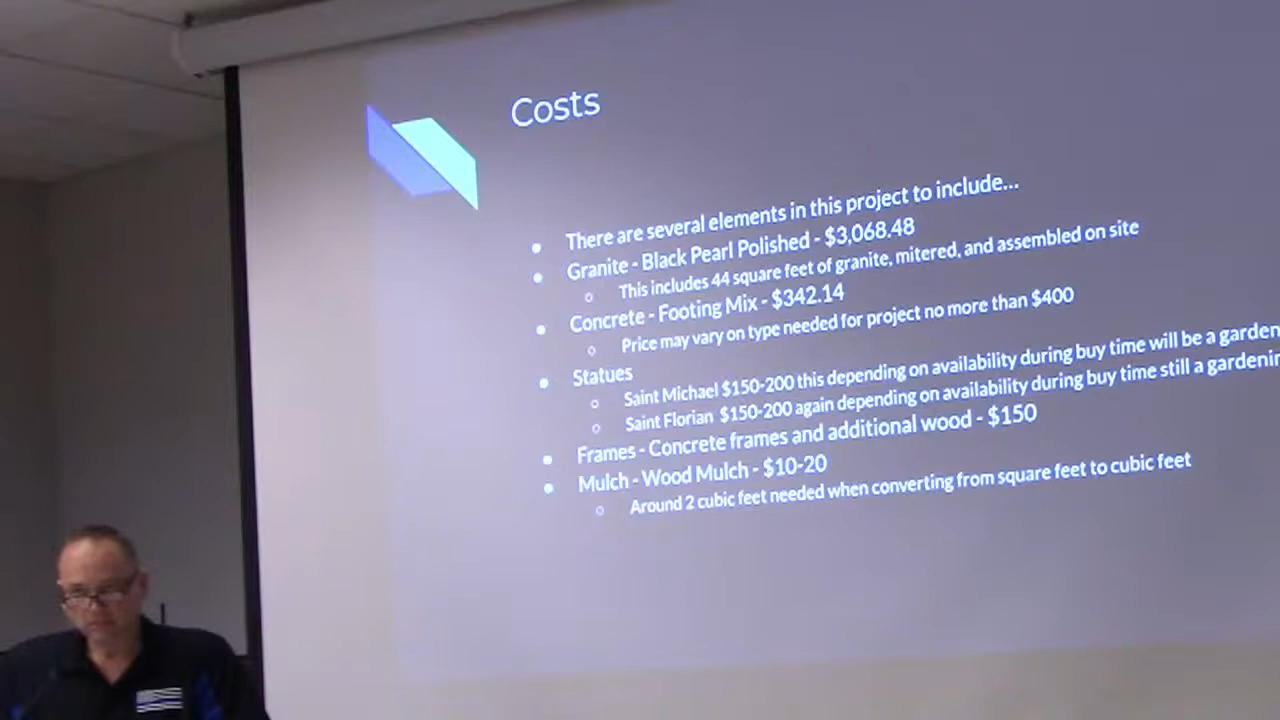 Costs
There are several elements in this project to include...
Granite - Black Pearl Polished - $3,068.48
This includes 44 square feet of granite, mitered, and assembled on site
Concrete - Footing Mix - $342.14
Price may vary on type needed for project no more than $400
Statues
Saint Michael $150-200 this depending on availability during buy time will be a garden
Saint Florian $150-200 again depending on availability during buy time still a gardenin
Frames - Concrete frames and additional wood - $150
Mulch - Wood Mulch - $10-20
Around 2 cubic feet needed when converting from square feet to cubic feet